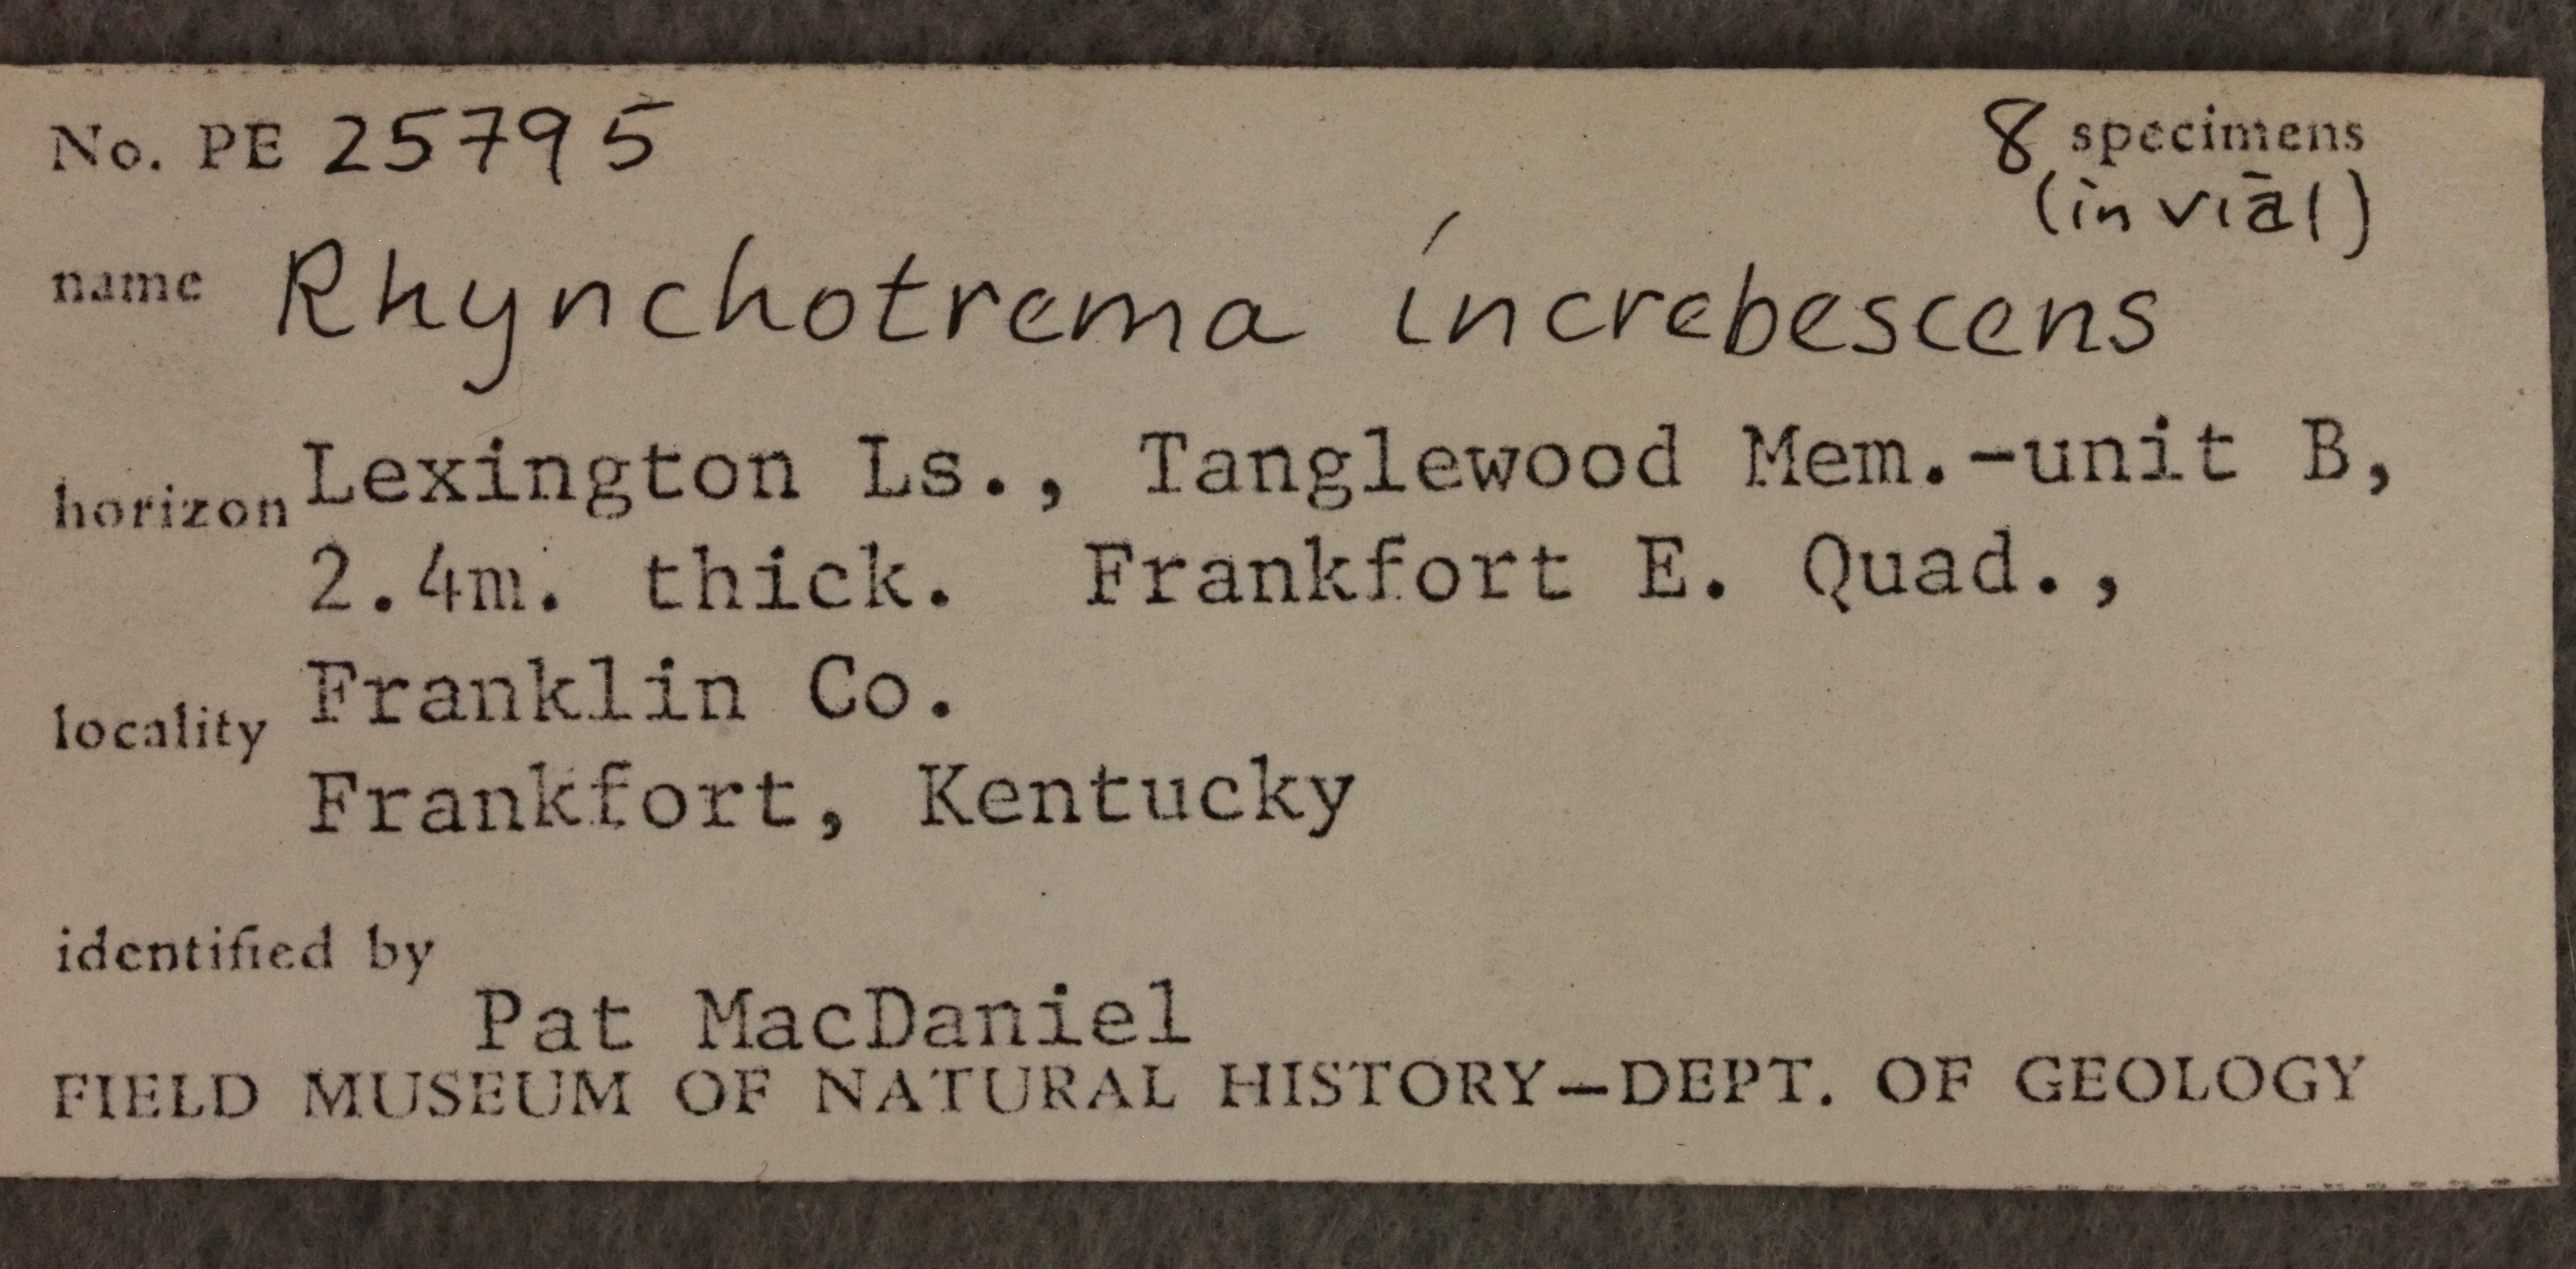 No. PE 25795 8 specimens
(in vial)
name Rhynchotrema increbescens
horizon Lexington Ls., Tanglewood Mem.-unit B,
2.4m. thick. Frankfort E. Quad.,
locality Franklin Co.
Frankfort, Kentucky
identified by
Pat MacDaniel
FIELD MUSEUM OF NATURAL HISTORY—DEPT. OF GEOLOGY